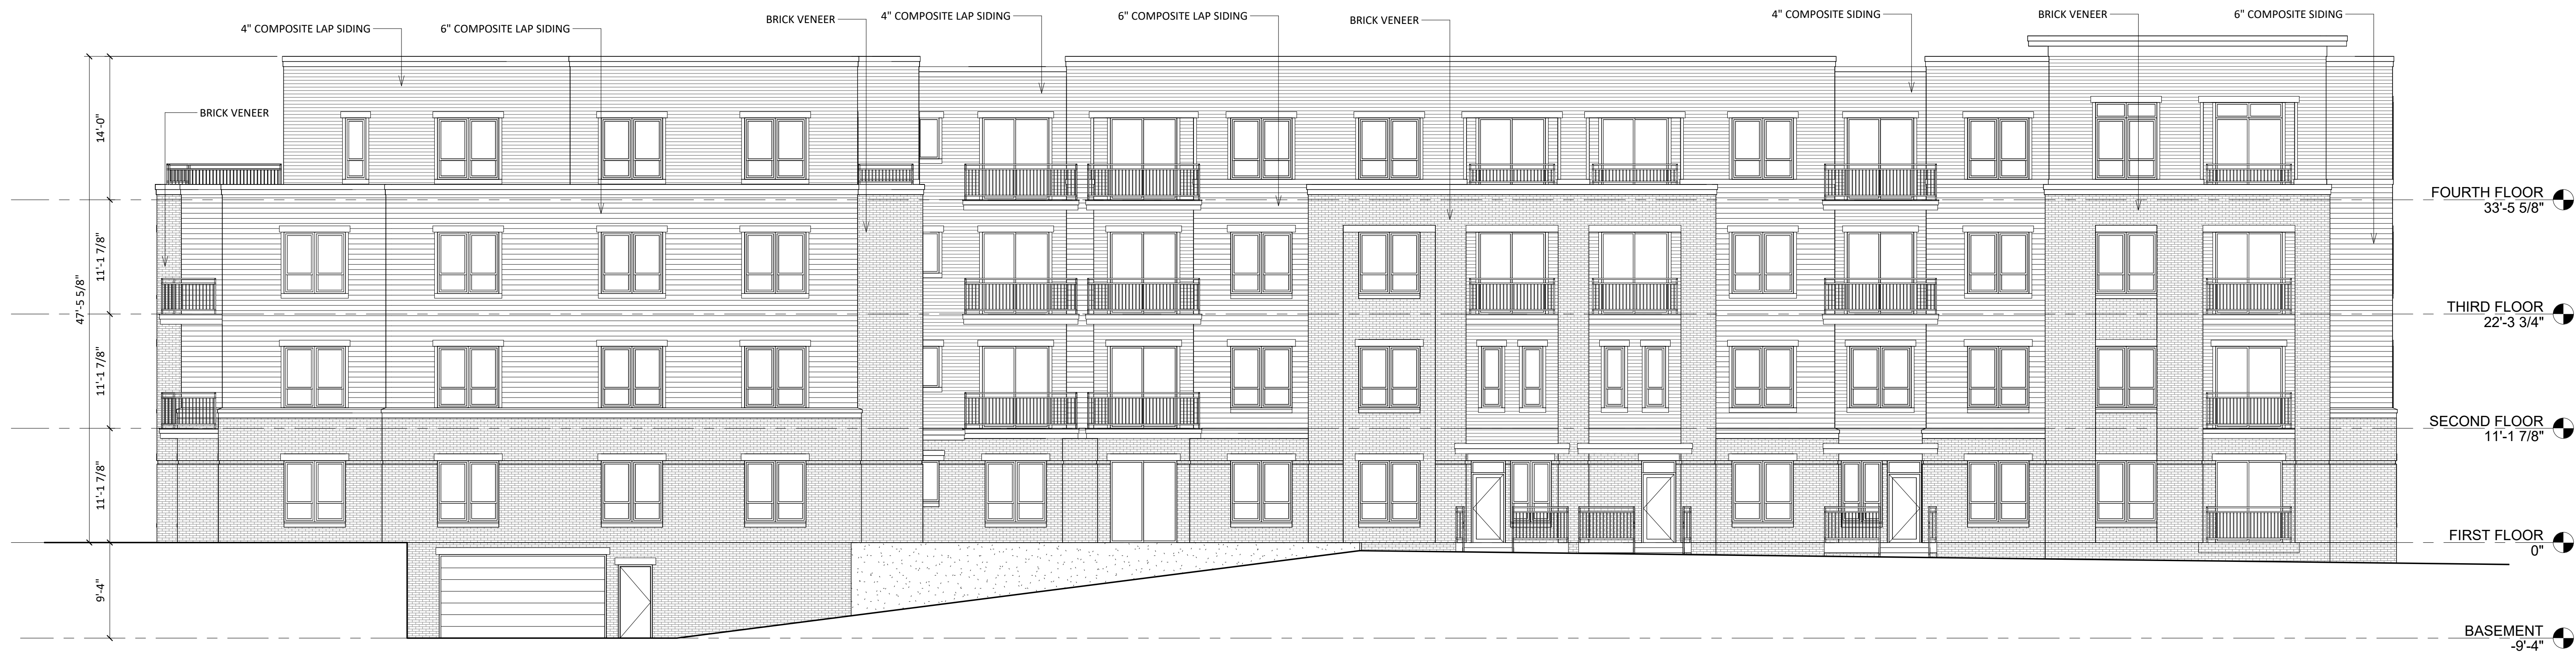 4" COMPOSITE LAP SIDING
6" COMPOSITE LAP SIDING
BRICK VENEER
4" COMPOSITE LAP SIDING
6" COMPOSITE LAP SIDING
BRICK VENEER
4" COMPOSITE SIDING
BRICK VENEER
6" COMPOSITE SIDING
BRICK VENEER
14'-0"
11'-1 7/8"
11'-1 7/8"
11'-1 7/8"
9'-4"
47'-5 5/8"
FOURTH FLOOR
33'-5 5/8"
THIRD FLOOR
22'-3 3/4"
SECOND FLOOR
11'-1 7/8"
FIRST FLOOR
0"
BASEMENT
-9'-4"